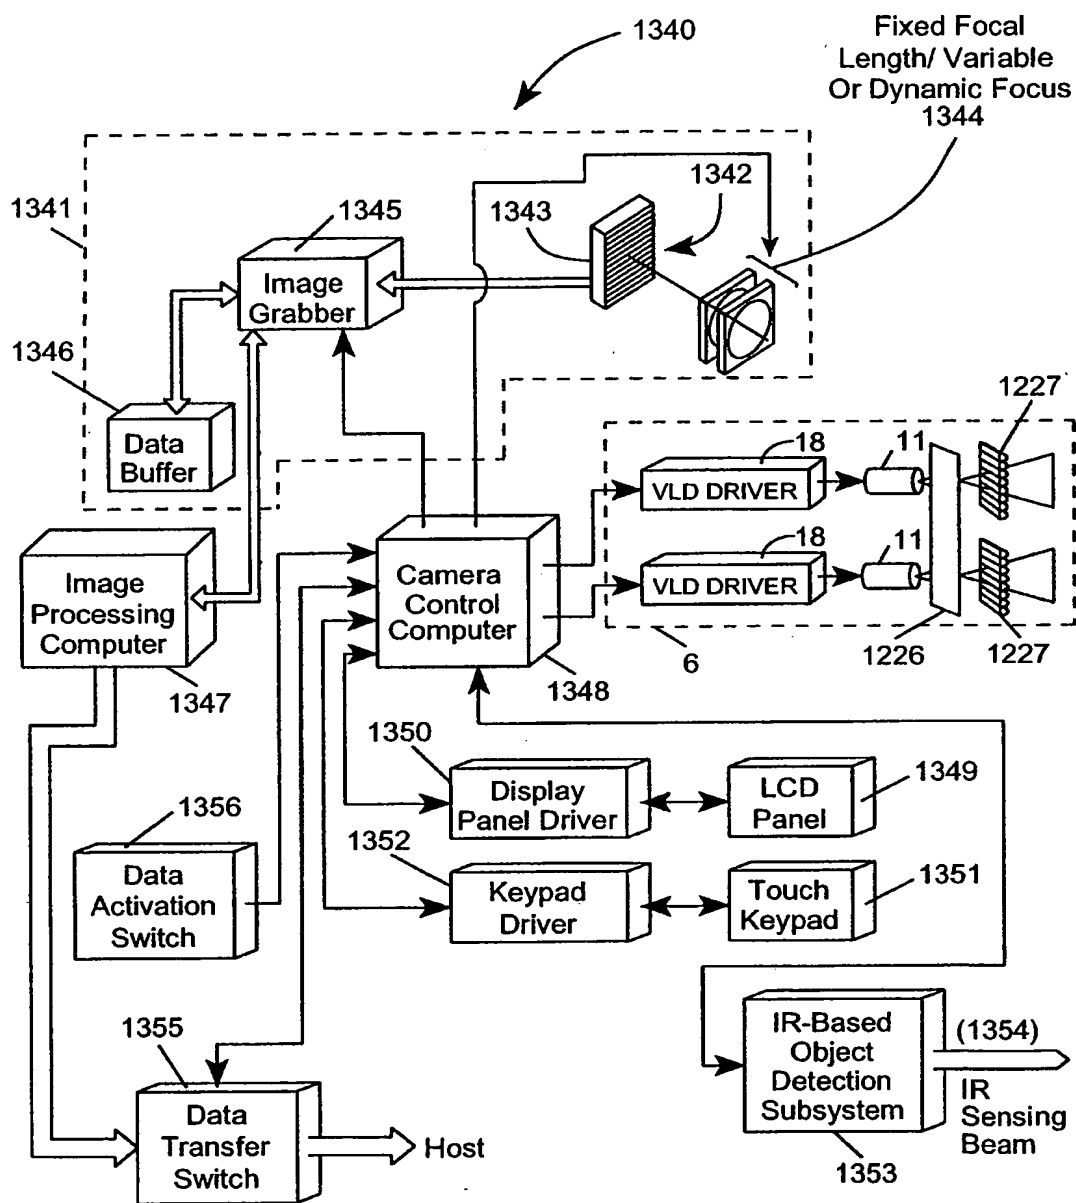 1340
Fixed Focal
Length/ Variable
Or Dynamic Focus
1344
1341
1345
1343
1342
Image
Grabber
1346
Data
Buffer
1227
18
11
VLD DRIVER
18
11
VLD DRIVER
Image
Processing
Computer
Camera
Control
Computer
6
1226
1227
1347
1348
1350
Display
Panel Driver
LCD
Panel
1349
1356
Data
Activation
Switch
1352
Keypad
Driver
Touch
Keypad
1351
1355
Data
Transfer
Switch
Host
IR-Based
Object
Detection
Subsystem
(1354)
IR
Sensing
Beam
1353